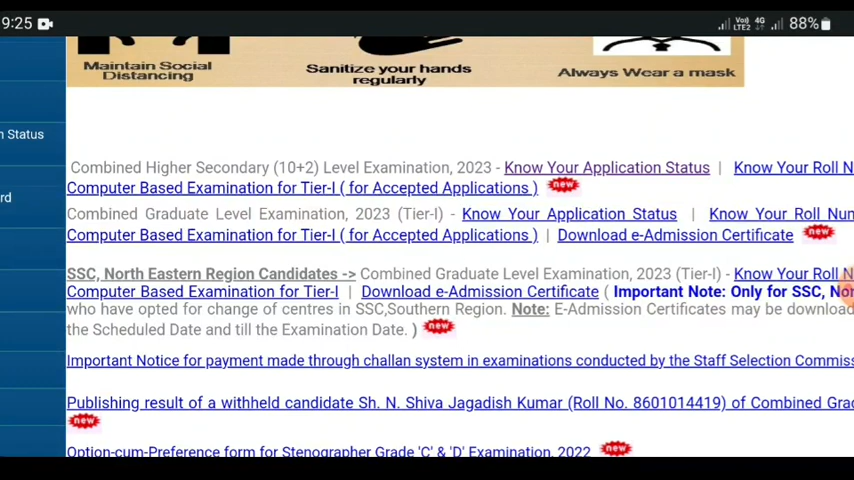 9:25 Vo) 4G LTE2 88%
Maintain Social Distancing
Sanitize your hands regularly
Always Wear a mask
n Status
rd
Combined Higher Secondary (10+2) Level Examination, 2023 - Know Your Application Status | Know Your Roll N
Computer Based Examination for Tier-I ( for Accepted Applications ) new
Combined Graduate Level Examination, 2023 (Tier-I) - Know Your Application Status | Know Your Roll Nun
Computer Based Examination for Tier-I ( for Accepted Applications ) | Download e-Admission Certificate new
SSC, North Eastern Region Candidates -> Combined Graduate Level Examination, 2023 (Tier-I) - Know Your Roll N
Computer Based Examination for Tier-I | Download e-Admission Certificate ( Important Note: Only for SSC, Nor
who have opted for change of centres in SSC,Southern Region. Note: E-Admission Certificates may be download
the Scheduled Date and till the Examination Date. ) new
Important Notice for payment made through challan system in examinations conducted by the Staff Selection Commiss
Publishing result of a withheld candidate Sh. N. Shiva Jagadish Kumar (Roll No. 8601014419) of Combined Grad
new
Option-cum-Preference form for Stenographer Grade 'C' & 'D' Examination, 2022 new